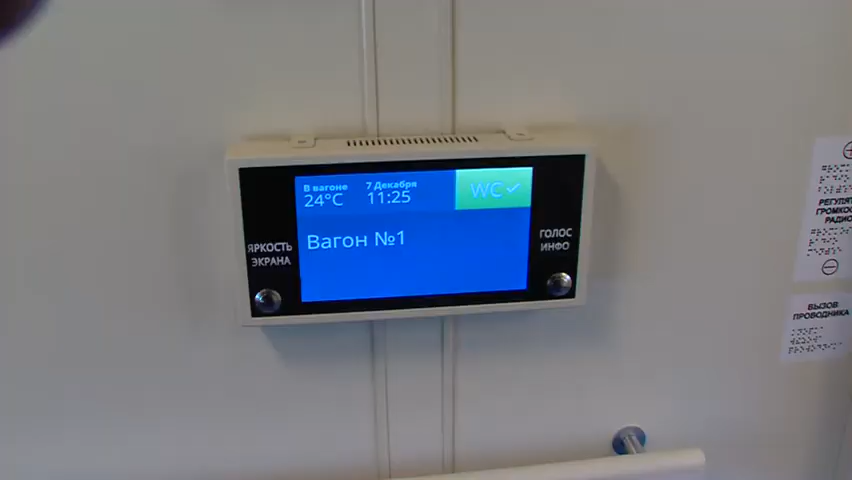 В вагоне
24°C
7 Декабря
11:25
WC ✓
Вагон №1
ЯРКОСТЬ
ЭКРАНА
ГОЛОС
ИНФО
ВЫЗОВ
ПРОВОДНИКА